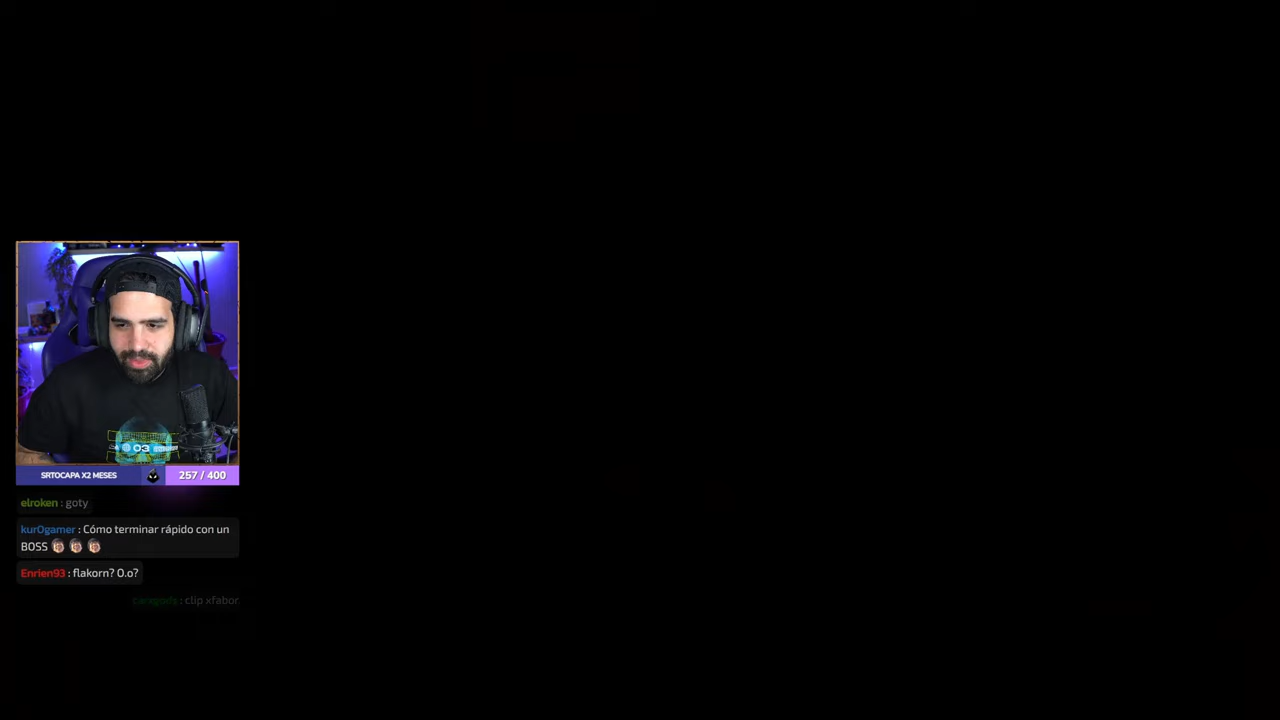 03
SRTOCAPA X2 MESES
257 / 400
elroken : goty
kur0gamer : Cómo terminar rápido con un
BOSS
Enrien93 : flakorn? O.o?
: clip xfabor